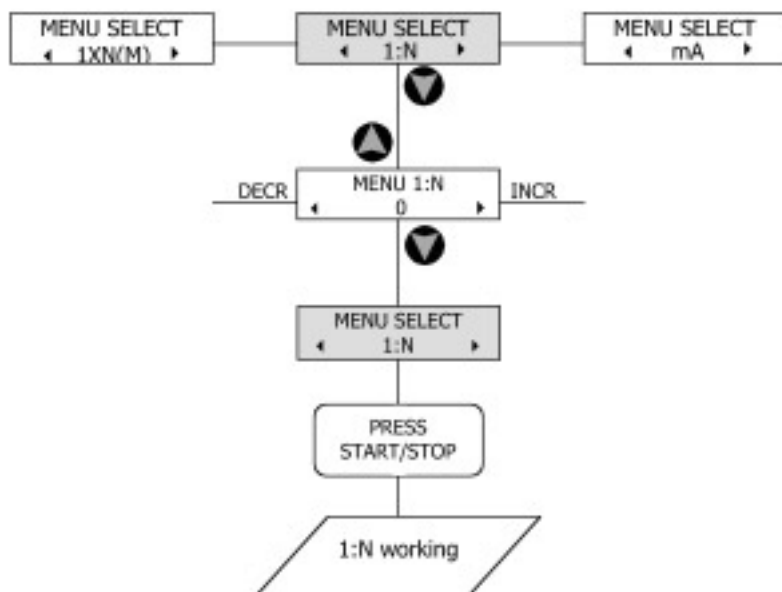 MENU SELECT
1XN(M)
MENU SELECT
1:N
MENU SELECT
mA
DECR
MENU 1:N
0
INCR
MENU SELECT
1:N
PRESS
START/STOP
1:N working